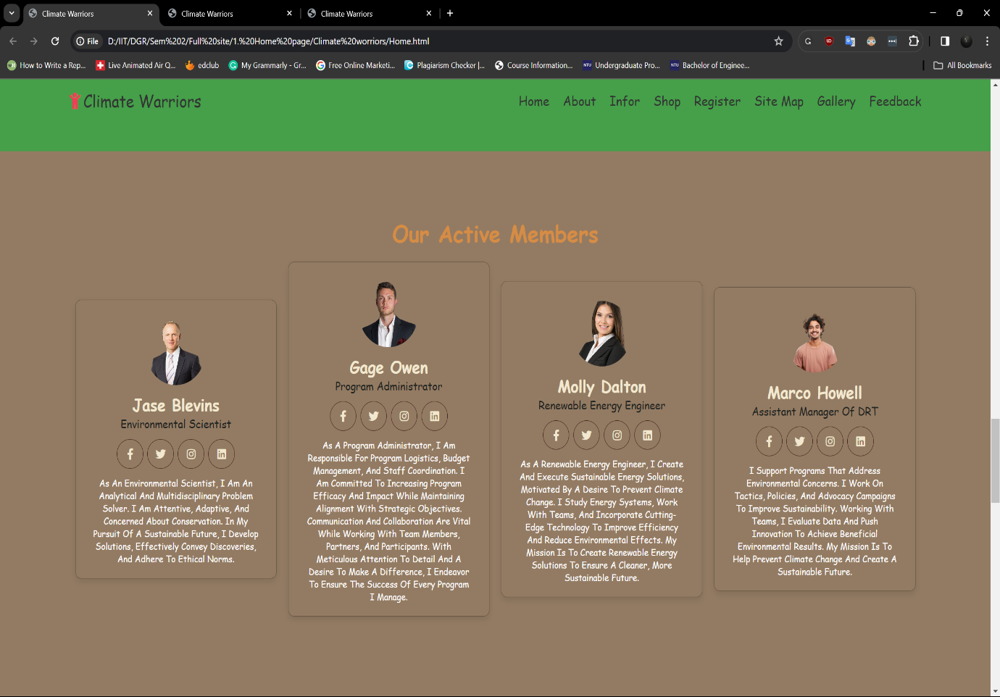 Climate Warriors
Climate Warriors
Climate Warriors
File D:/IIT/DGR/Sem%202/Full%20site/1.%20Home%20page/Climate%20worriors/Home.html
How to Write a Rep... Live Animated Air Q... edclub My Grammarly - Gr... Free Online Marketi... Plagiarism Checker |... Course Information... NTU Undergraduate Pro... NTU Bachelor of Enginee... All Bookmarks
Climate Warriors Home About Infor Shop Register Site Map Gallery Feedback
Our Active Members
Jase Blevins
Environmental Scientist
As An Environmental Scientist, I Am An
Analytical And Multidisciplinary Problem
Solver. I Am Attentive, Adaptive, And
Concerned About Conservation. In My
Pursuit Of A Sustainable Future, I Develop
Solutions, Effectively Convey Discoveries,
And Adhere To Ethical Norms.
Gage Owen
Program Administrator
As A Program Administrator, I Am
Responsible For Program Logistics, Budget
Management, And Staff Coordination. I
Am Committed To Increasing Program
Efficacy And Impact While Maintaining
Alignment With Strategic Objectives.
Communication And Collaboration Are Vital
While Working With Team Members,
Partners, And Participants. With
Meticulous Attention To Detail And A
Desire To Make A Difference, I Endeavor
To Ensure The Success Of Every Program
I Manage.
Molly Dalton
Renewable Energy Engineer
As A Renewable Energy Engineer, I Create
And Execute Sustainable Energy Solutions,
Motivated By A Desire To Prevent Climate
Change. I Study Energy Systems, Work
With Teams, And Incorporate Cutting-
Edge Technology To Improve Efficiency
And Reduce Environmental Effects. My
Mission Is To Create Renewable Energy
Solutions To Ensure A Cleaner, More
Sustainable Future.
Marco Howell
Assistant Manager Of DRT
I Support Programs That Address
Environmental Concerns. I Work On
Tactics, Policies, And Advocacy Campaigns
To Improve Sustainability. Working With
Teams, I Evaluate Data And Push
Innovation To Achieve Beneficial
Environmental Results. My Mission Is To
Help Prevent Climate Change And Create A
Sustainable Future.